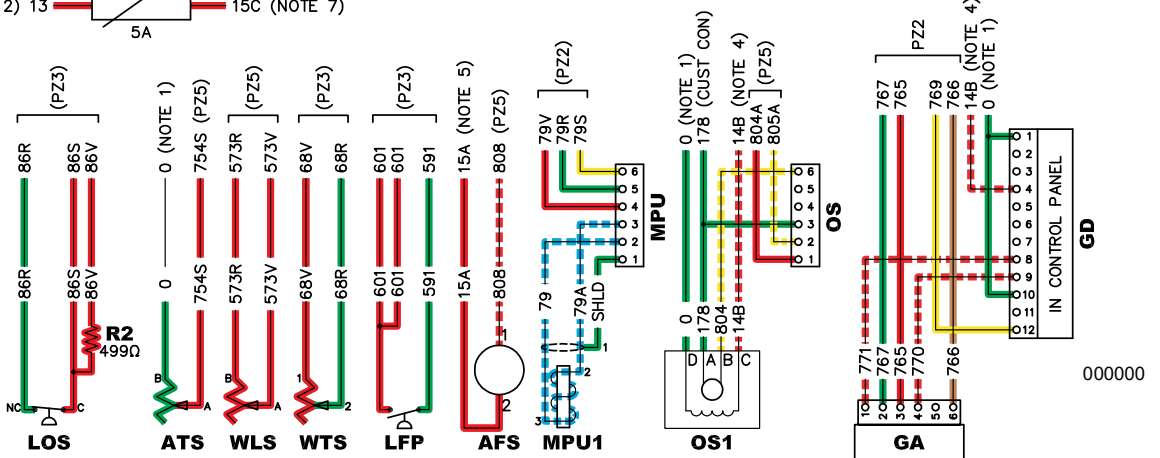 2) 13
15C (NOTE 7)
5A
(PZ3)
86R
86S
86V
86R
86S
86V
R2
499Ω
NC
C
LOS
0 (NOTE 1)
754S (PZ5)
0
754S
B
A
ATS
(PZ5)
573R
573V
573R
573V
B
A
WLS
(PZ3)
68V
68R
68V
68R
1
2
WTS
(PZ3)
601
601
591
601
601
591
LFP
15A (NOTE 5)
808 (PZ5)
15A
808
1
2
AFS
(PZ2)
79V
79R
79S
6
5
4
3
2
1
MPU
79
79A
SHLD
1
2
3
1
MPU1
0 (NOTE 1)
178 (CUST CON)
14B (NOTE 4)
804A
805A
(PZ5)
6
5
4
3
2
1
OS
0
178
804
14B
D
A
B
C
OS1
PZ2
767
765
769
766
14B (NOTE 4)
0 (NOTE 1)
1
2
3
4
5
6
7
8
9
10
11
12
IN CONTROL PANEL
GD
771
767
765
770
766
1
2
3
4
5
6
GA
000000